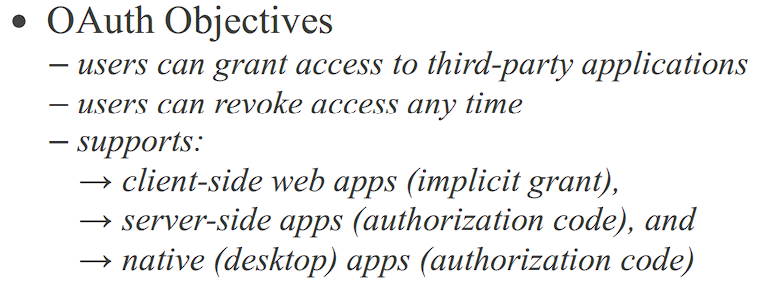 • OAuth Objectives
– users can grant access to third-party applications
– users can revoke access any time
– supports:
→ client-side web apps (implicit grant),
→ server-side apps (authorization code), and
→ native (desktop) apps (authorization code)